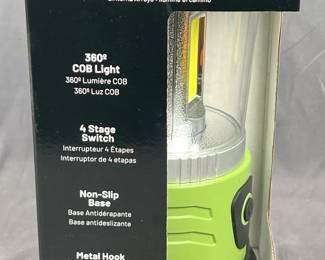 360º
COB Light
360º Lumière COB
360º Luz COB
4 Stage
Switch
Interrupteur 4 Étapes
Interruptor de 4 etapas
Non-Slip
Base
Base Antidérapante
Base antideslizante
Metal Hook